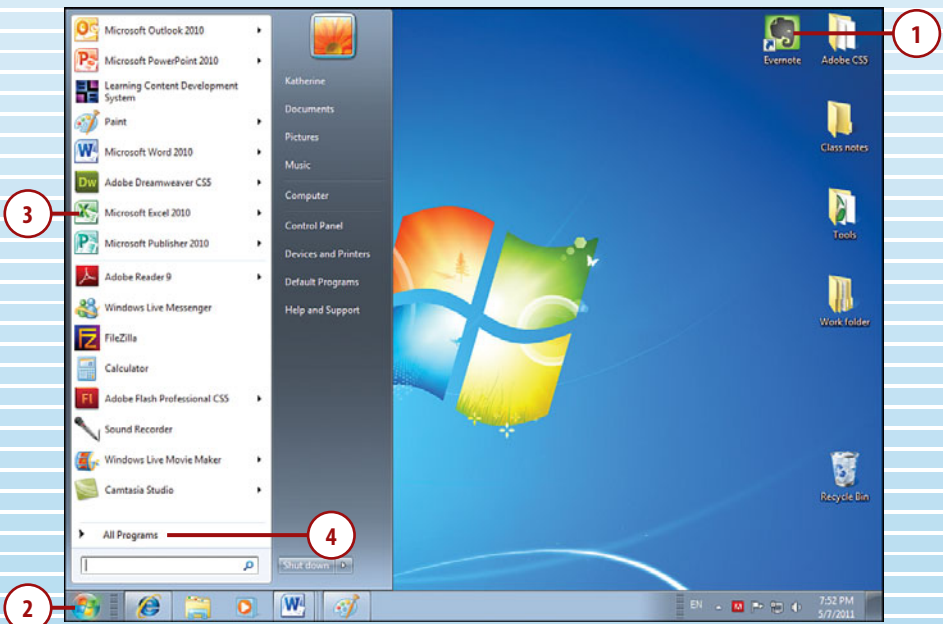 Microsoft Outlook 2010
Microsoft PowerPoint 2010
Learning Content Development
System
Paint
Microsoft Word 2010
Adobe Dreamweaver CS5
Microsoft Excel 2010
Microsoft Publisher 2010
Adobe Reader 9
Windows Live Messenger
FileZilla
Calculator
Adobe Flash Professional CS5
Sound Recorder
Windows Live Movie Maker
Camtasia Studio
All Programs
Katherine
Documents
Pictures
Music
Computer
Control Panel
Devices and Printers
Default Programs
Help and Support
Shut down
Evernote
Adobe CS5
Class notes
Tools
Work folder
Recycle Bin
EN
7:52 PM
5/7/2011
1
3
4
2